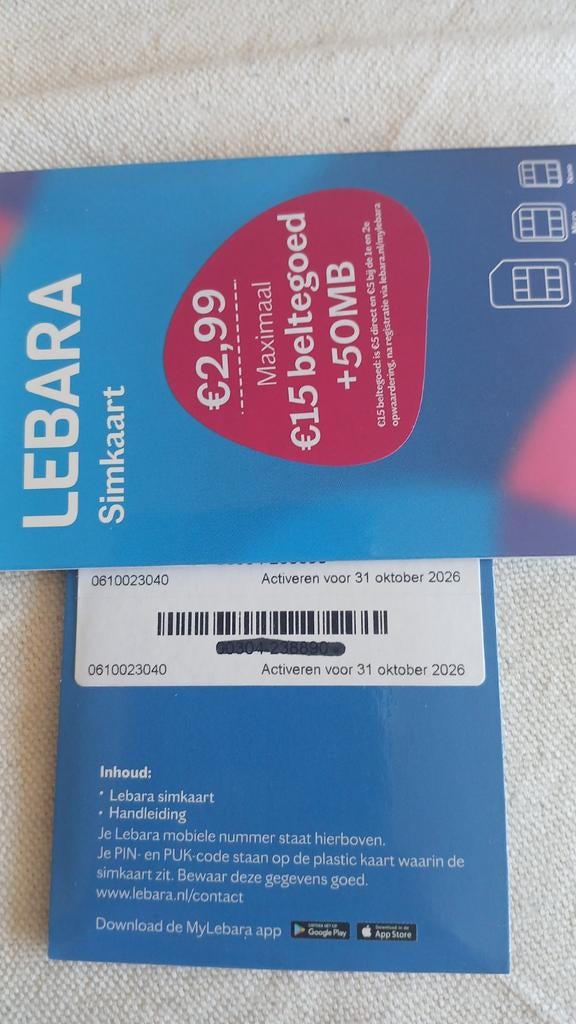 LEBARA
Simkaart
€2,99
Maximaal
€15 beltegoed
+50MB
€15 beltegoed: is €5 direct en €5 bij de 1e en 2e
opwaardering, na registratie via lebara.nl/mylebara
Nano
Micro
0610023040 Activeren voor 31 oktober 2026
0610023040 Activeren voor 31 oktober 2026
Inhoud:
• Lebara simkaart
• Handleiding
Je Lebara mobiele nummer staat hierboven.
Je PIN- en PUK-code staan op de plastic kaart waarin de
simkaart zit. Bewaar deze gegevens goed.
www.lebara.nl/contact
Download de MyLebara app
Google Play
Download in de
App Store